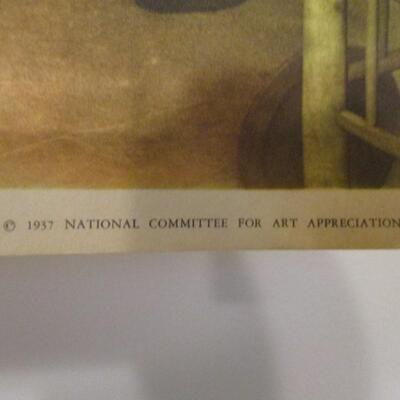 © 1937 NATIONAL COMMITTEE FOR ART APPRECIATION